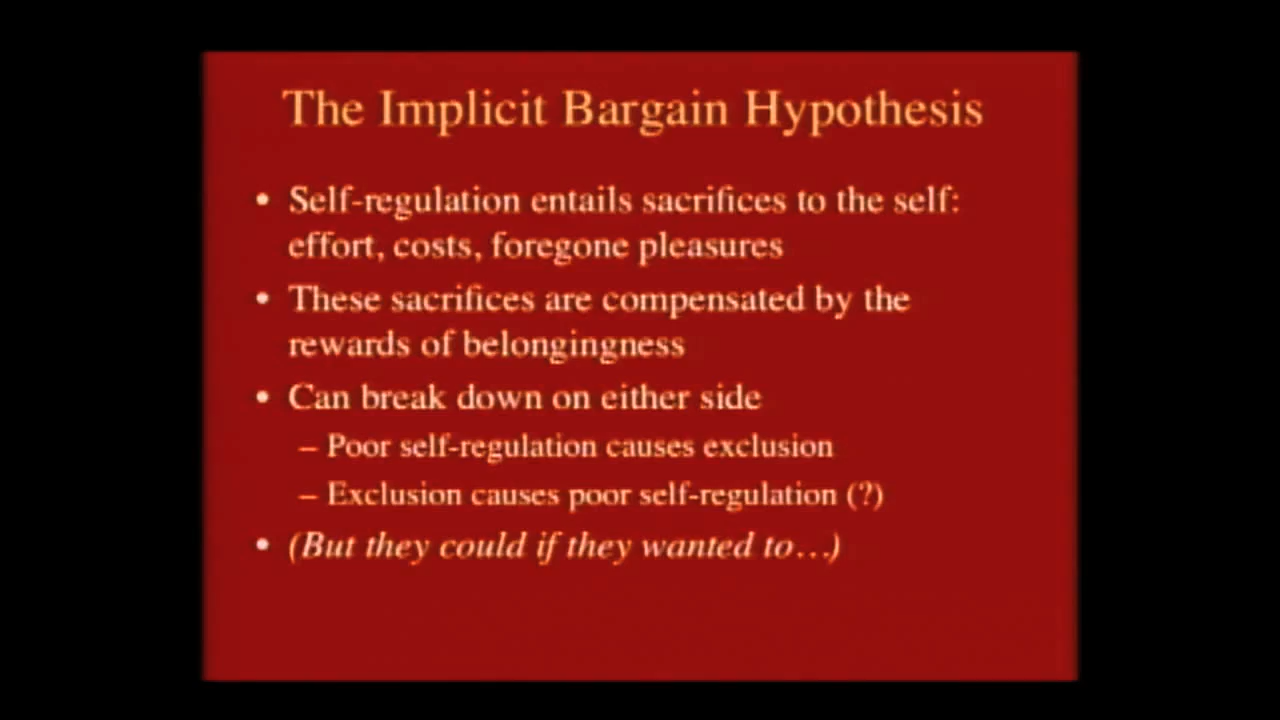 The Implicit Bargain Hypothesis
• Self-regulation entails sacrifices to the self:
effort, costs, foregone pleasures
• These sacrifices are compensated by the
rewards of belongingness
• Can break down on either side
– Poor self-regulation causes exclusion
– Exclusion causes poor self-regulation (?)
• (But they could if they wanted to…)